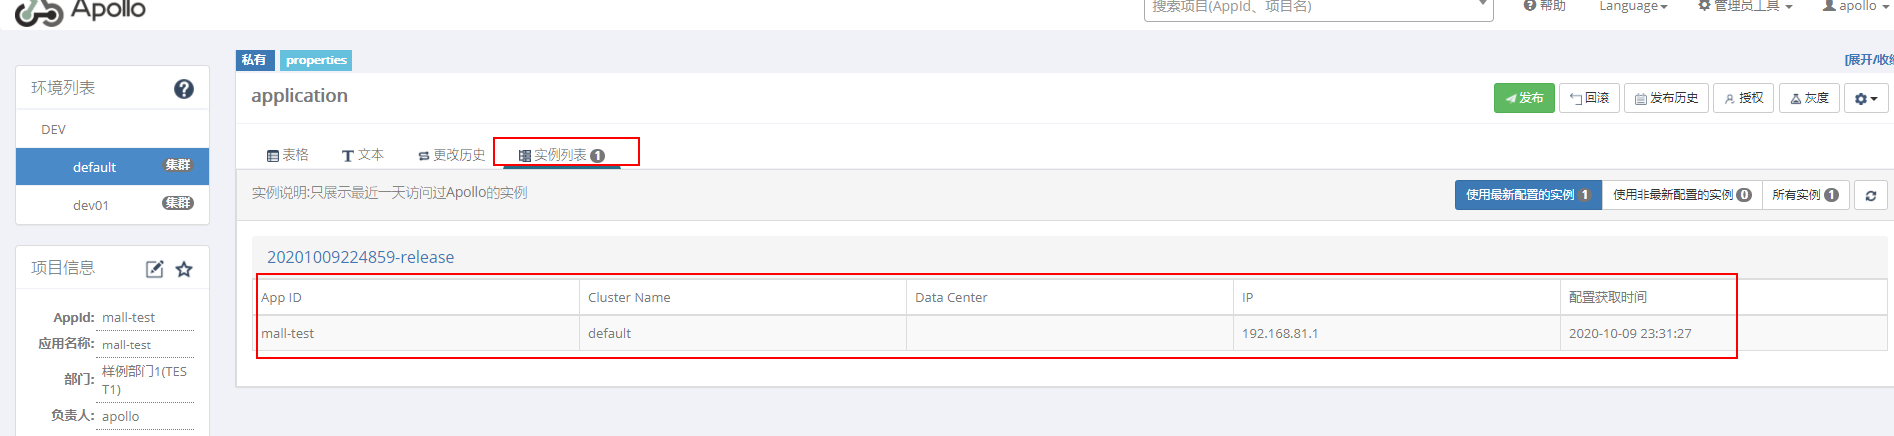 Apollo
搜索项目(AppId、项目名)
帮助
Language
管理员工具
apollo
私有
properties
[展开/收缩
环境列表
DEV
default 集群
dev01 集群
application
发布
回滚
发布历史
授权
灰度
表格
文本
更改历史
实例列表 1
实例说明:只展示最近一天访问过Apollo的实例
使用最新配置的实例 1
使用非最新配置的实例 0
所有实例 1
20201009224859-release
App ID Cluster Name Data Center IP 配置获取时间
mall-test default 192.168.81.1 2020-10-09 23:31:27
项目信息
AppId: mall-test
应用名称: mall-test
部门: 样例部门1(TES
T1)
负责人: apollo